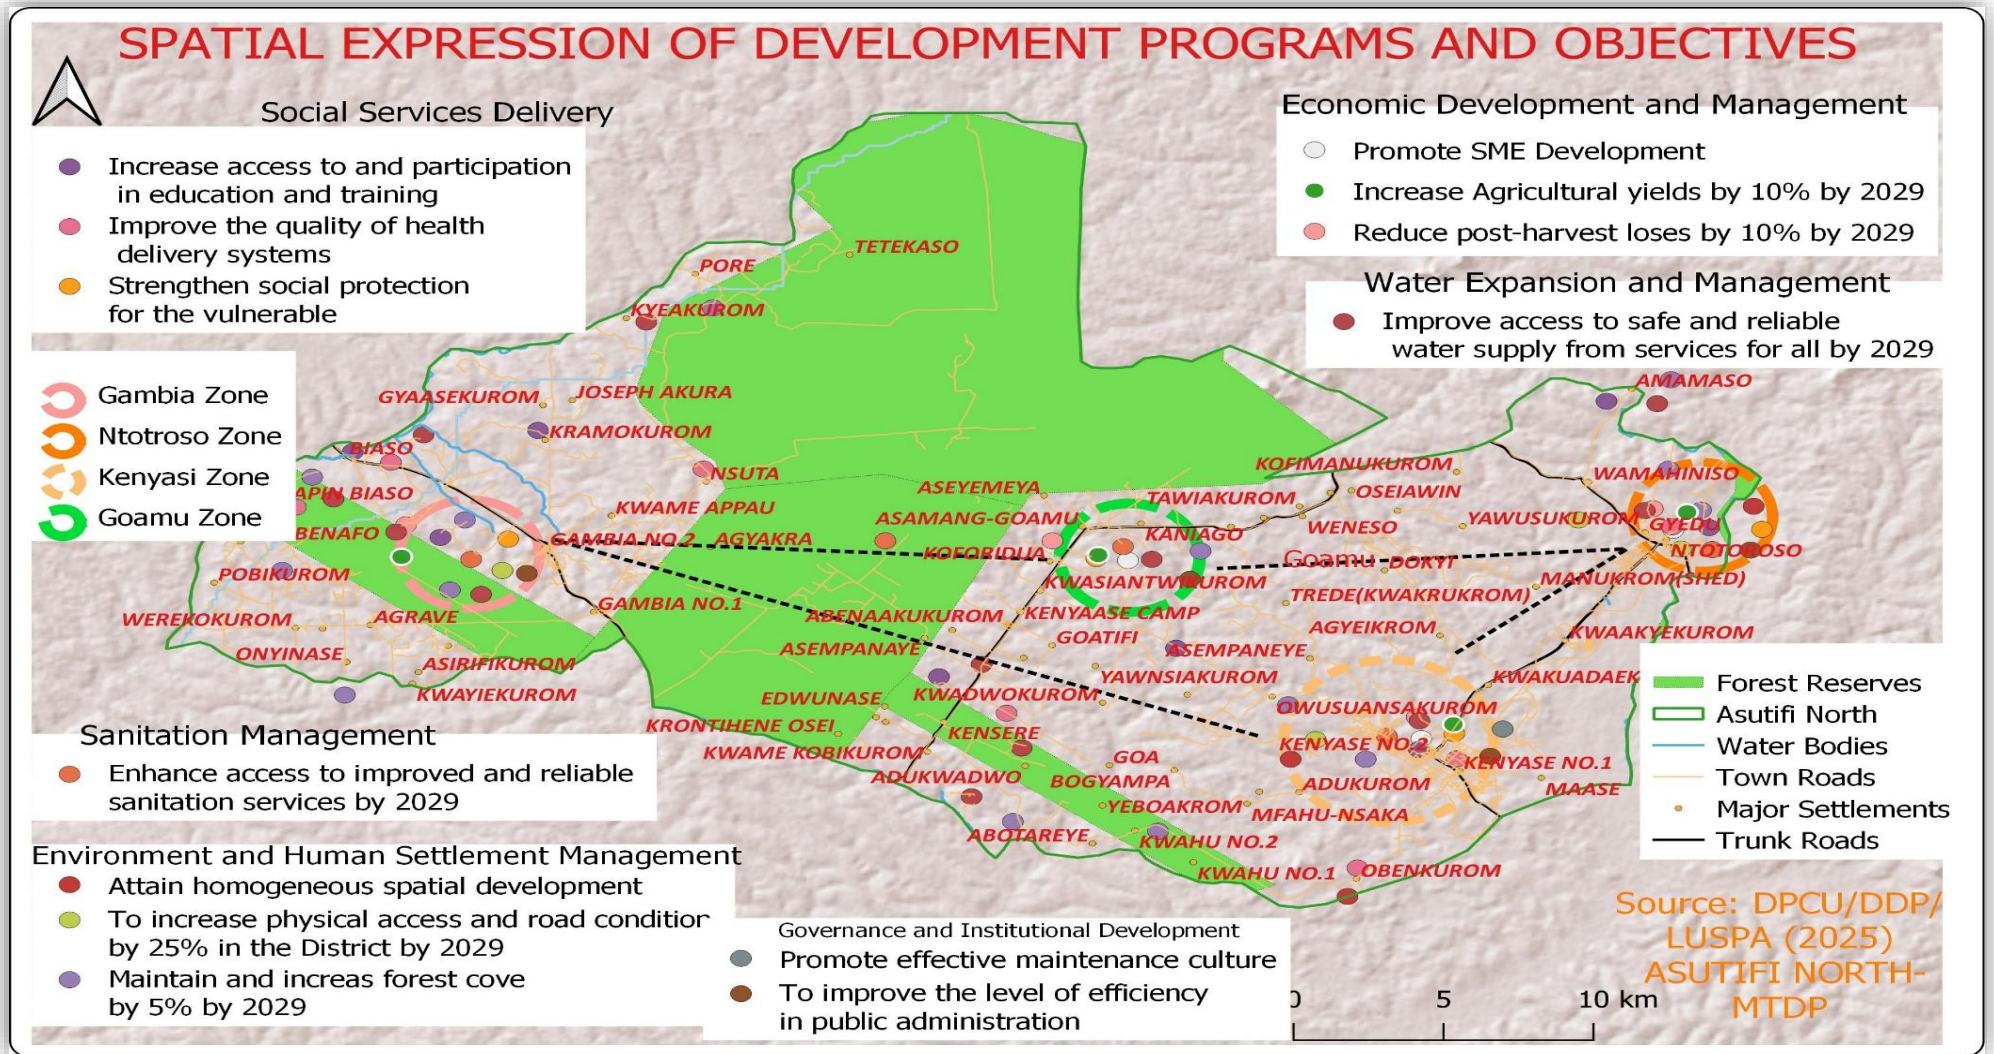 SPATIAL EXPRESSION OF DEVELOPMENT PROGRAMS AND OBJECTIVES
Social Services Delivery
Increase access to and participation
in education and training
Improve the quality of health
delivery systems
Strengthen social protection
for the vulnerable
Economic Development and Management
Promote SME Development
Increase Agricultural yields by 10% by 2029
Reduce post-harvest loses by 10% by 2029
Water Expansion and Management
Improve access to safe and reliable
water supply from services for all by 2029
Gambia Zone
Ntotroso Zone
Kenyasi Zone
Goamu Zone
TETEKASO
PORE
KYEAKUROM
GYAASEKUROM
JOSEPH AKURA
AMAMASO
KRAMOKUROM
BIASO
NSUTA
KOFIMANUKUROM
WAMAHINISO
APIN BIASO
ASEYEMEYA
TAWIAKUROM
OSEIAWIN
KWAME APPAU
ASAMANG-GOAMU
WENESO
YAWUSUKUROM
GYEDU
BENAFO
GAMBIA NO.2
AGYAKRA
KOFORIDUA
KANIAGO
Goamu
DOKYI
NTOTOROSO
POBIKUROM
KWASIANTWIKUROM
MANUKROM(SHED)
WEREKOKUROM
AGRAVE
GAMBIA NO.1
ABENAAKUKUROM
KENYAASE CAMP
TREDE(KWAKRUKROM)
GOATIFI
AGYEIKROM
KWAAKYEKUROM
ONYINASE
ASIRIFIKUROM
ASEMPANAYE
ASEMPANEYE
KWAYIEKUROM
EDWUNASE
KWADWOKUROM
YAWNSIAKUROM
KWAKUADAEK
KRONTIHENE OSEI
KENSERE
OWUSUANSAKUROM
KWAME KOBIKUROM
GOA
KENYASE NO.2
KENYASE NO.1
ADUKWADWO
BOGYAMPA
ADUKUROM
MAASE
YEBOAKROM
MFAHU-NSAKA
ABOTAREYE
KWAHU NO.2
KWAHU NO.1
OBENKUROM
Forest Reserves
Asutifi North
Water Bodies
Town Roads
Major Settlements
Trunk Roads
Sanitation Management
Enhance access to improved and reliable
sanitation services by 2029
Environment and Human Settlement Management
Attain homogeneous spatial development
To increase physical access and road condition
by 25% in the District by 2029
Maintain and increas forest cove
by 5% by 2029
Governance and Institutional Development
Promote effective maintenance culture
To improve the level of efficiency
in public administration
0 5 10 km
Source: DPCU/DDP/
LUSPA (2025)
ASUTIFI NORTH-
MTDP